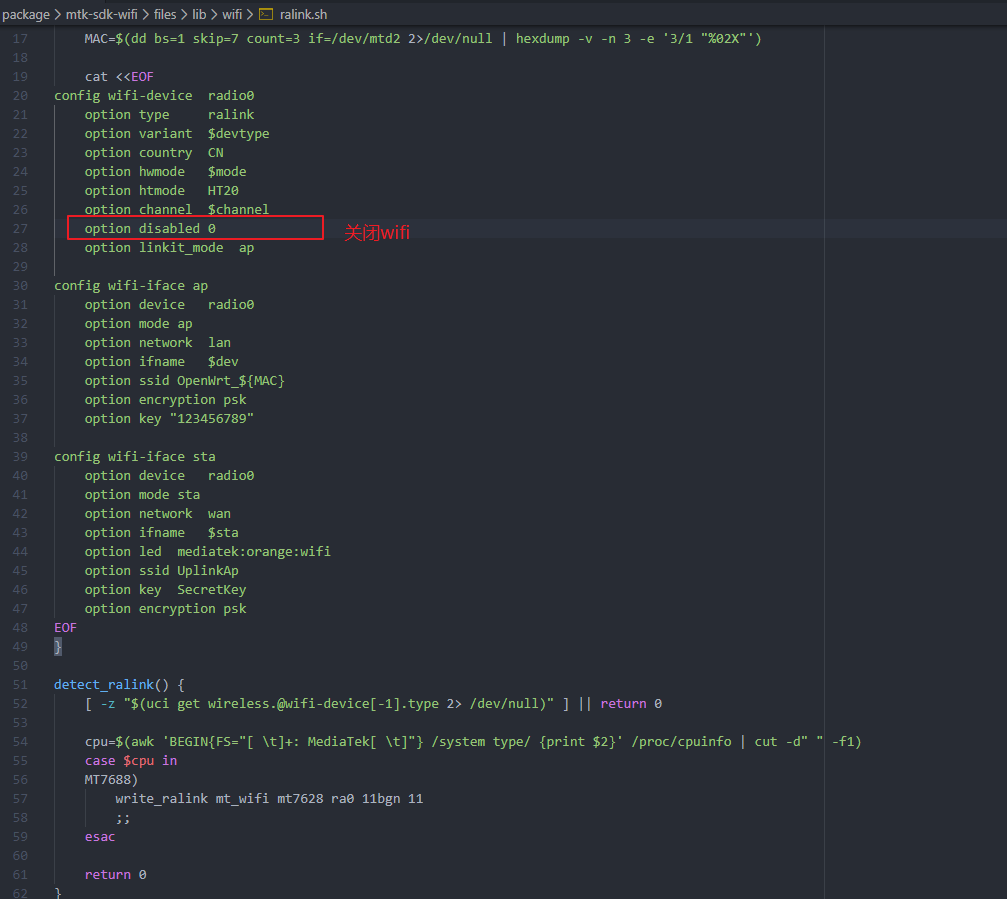 package > mtk-sdk-wifi > files > lib > wifi > ralink.sh
17 MAC=$(dd bs=1 skip=7 count=3 if=/dev/mtd2 2>/dev/null | hexdump -v -n 3 -e '3/1 "%02X"')
18
19 cat <<EOF
20 config wifi-device  radio0
21 option type     ralink
22 option variant  $devtype
23 option country  CN
24 option hwmode   $mode
25 option htmode   HT20
26 option channel  $channel
27 option disabled 0 关闭wifi
28 option linkit_mode  ap
29
30 config wifi-iface ap
31 option device   radio0
32 option mode ap
33 option network  lan
34 option ifname   $dev
35 option ssid OpenWrt_${MAC}
36 option encryption psk
37 option key "123456789"
38
39 config wifi-iface sta
40 option device   radio0
41 option mode sta
42 option network  wan
43 option ifname   $sta
44 option led  mediatek:orange:wifi
45 option ssid UplinkAp
46 option key  SecretKey
47 option encryption psk
48 EOF
49 }
50
51 detect_ralink() {
52 [ -z "$(uci get wireless.@wifi-device[-1].type 2> /dev/null)" ] || return 0
53
54 cpu=$(awk 'BEGIN{FS="[ \t]+: MediaTek[ \t]"} /system type/ {print $2}' /proc/cpuinfo | cut -d" " -f1)
55 case $cpu in
56 MT7688)
57 write_ralink mt_wifi mt7628 ra0 11bgn 11
58 ;;
59 esac
60
61 return 0
62 }